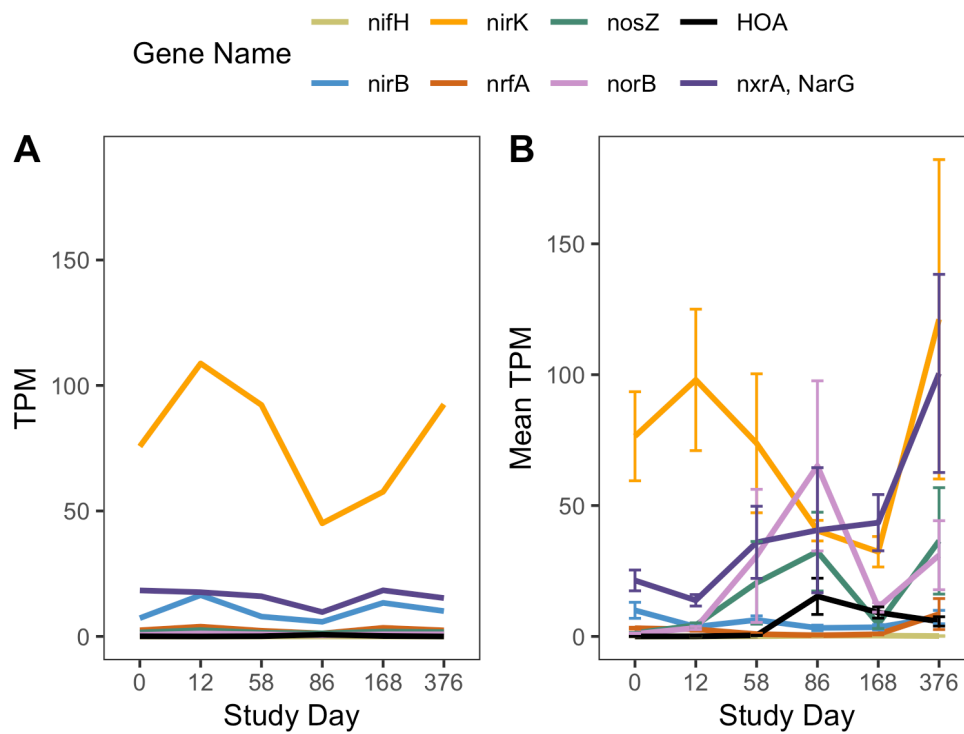 Gene Name
nifH nirK nosZ HOA
nirB nrfA norB nxrA, NarG
A
TPM
150
100
50
0
0 12 58 86 168 376
Study Day
B
Mean TPM
150
100
50
0
0 12 58 86 168 376
Study Day